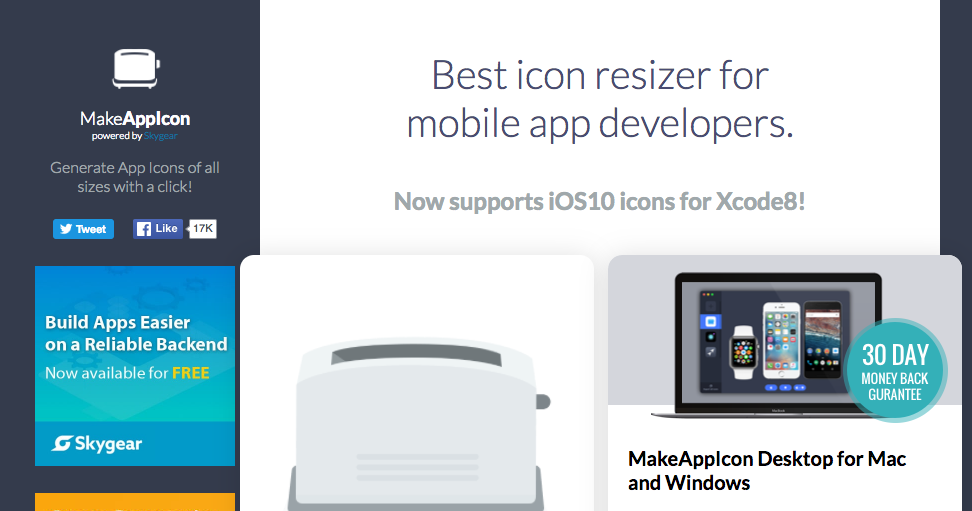 MakeAppIcon
powered by Skygear
Generate App Icons of all
sizes with a click!
Tweet
Like
17K
Build Apps Easier
on a Reliable Backend
Now available for FREE
Skygear
Best icon resizer for
mobile app developers.
Now supports iOS10 icons for Xcode8!
30 DAY
MONEY BACK
GURANTEE
MakeAppIcon Desktop for Mac
and Windows